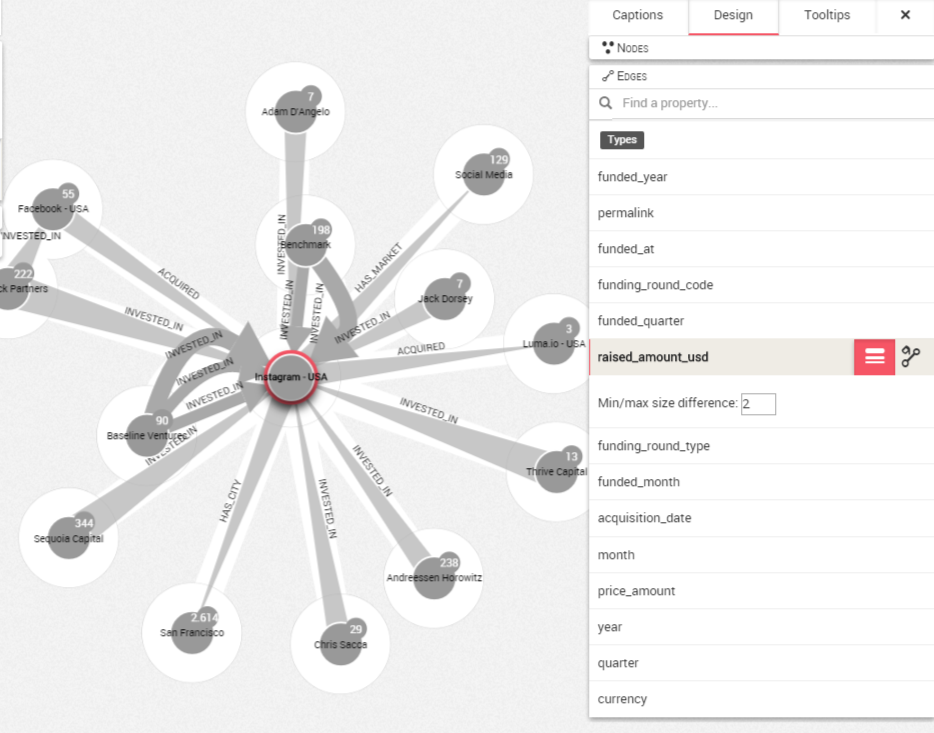 Captions
Design
Tooltips
×
NODES
EDGES
Find a property...
Types
funded_year
permalink
funded_at
funding_round_code
funded_quarter
raised_amount_usd
Min/max size difference: 2
funding_round_type
funded_month
acquisition_date
month
price_amount
year
quarter
currency
7
Adam D'Angelo
129
Social Media
55
Facebook - USA
INVESTED_IN
198
Benchmark
INVESTED_IN
HAS_MARKET
222
ck Partners
ACQUIRED
7
Jack Dorsey
INVESTED_IN
INVESTED_IN
INVESTED_IN
INVESTED_IN
3
Luma.io - USA
ACQUIRED
INVESTED_IN
INVESTED_IN
INVESTED_IN
Instagram - USA
90
Baseline Ventures
INVESTED_IN
INVESTED_IN
13
Thrive Capital
INVESTED_IN
344
Sequoia Capital
HAS_CITY
INVESTED_IN
238
Andreessen Horowitz
2.614
San Francisco
29
Chris Sacca